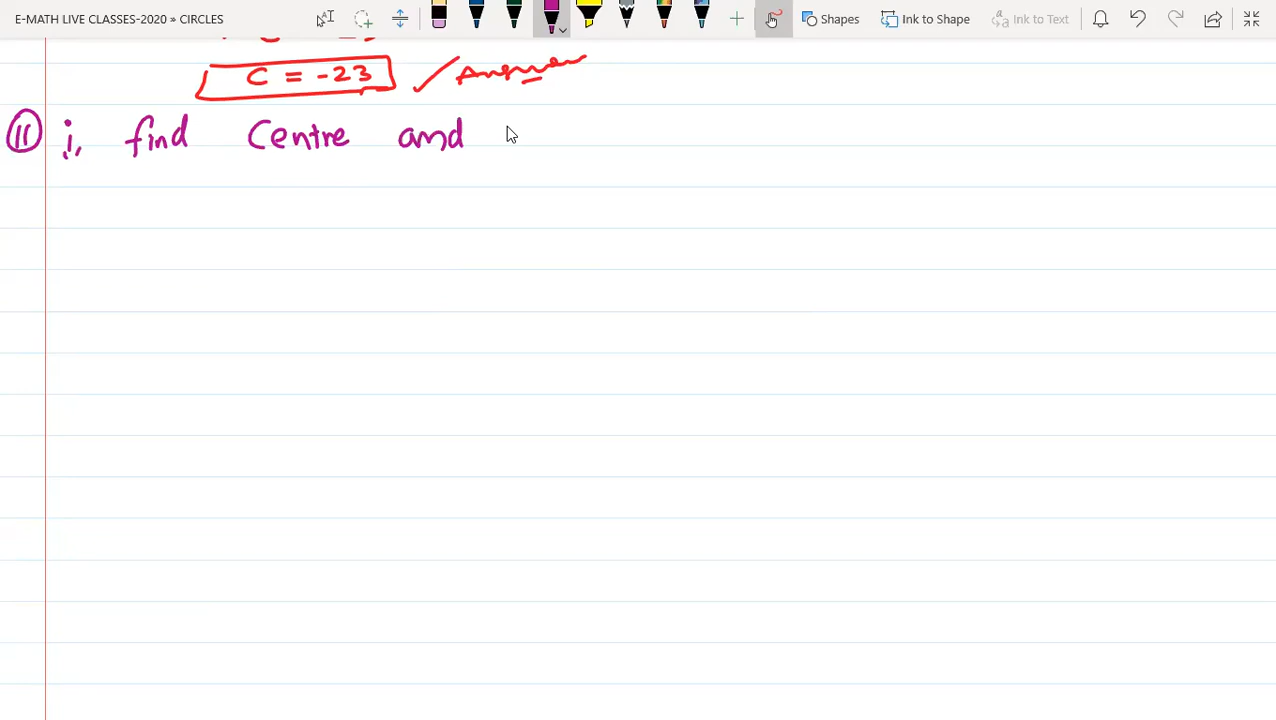 E-MATH LIVE CLASSES-2020 » CIRCLES
Shapes
Ink to Shape
Ink to Text
C = -23 Answer
11 i, find Centre and